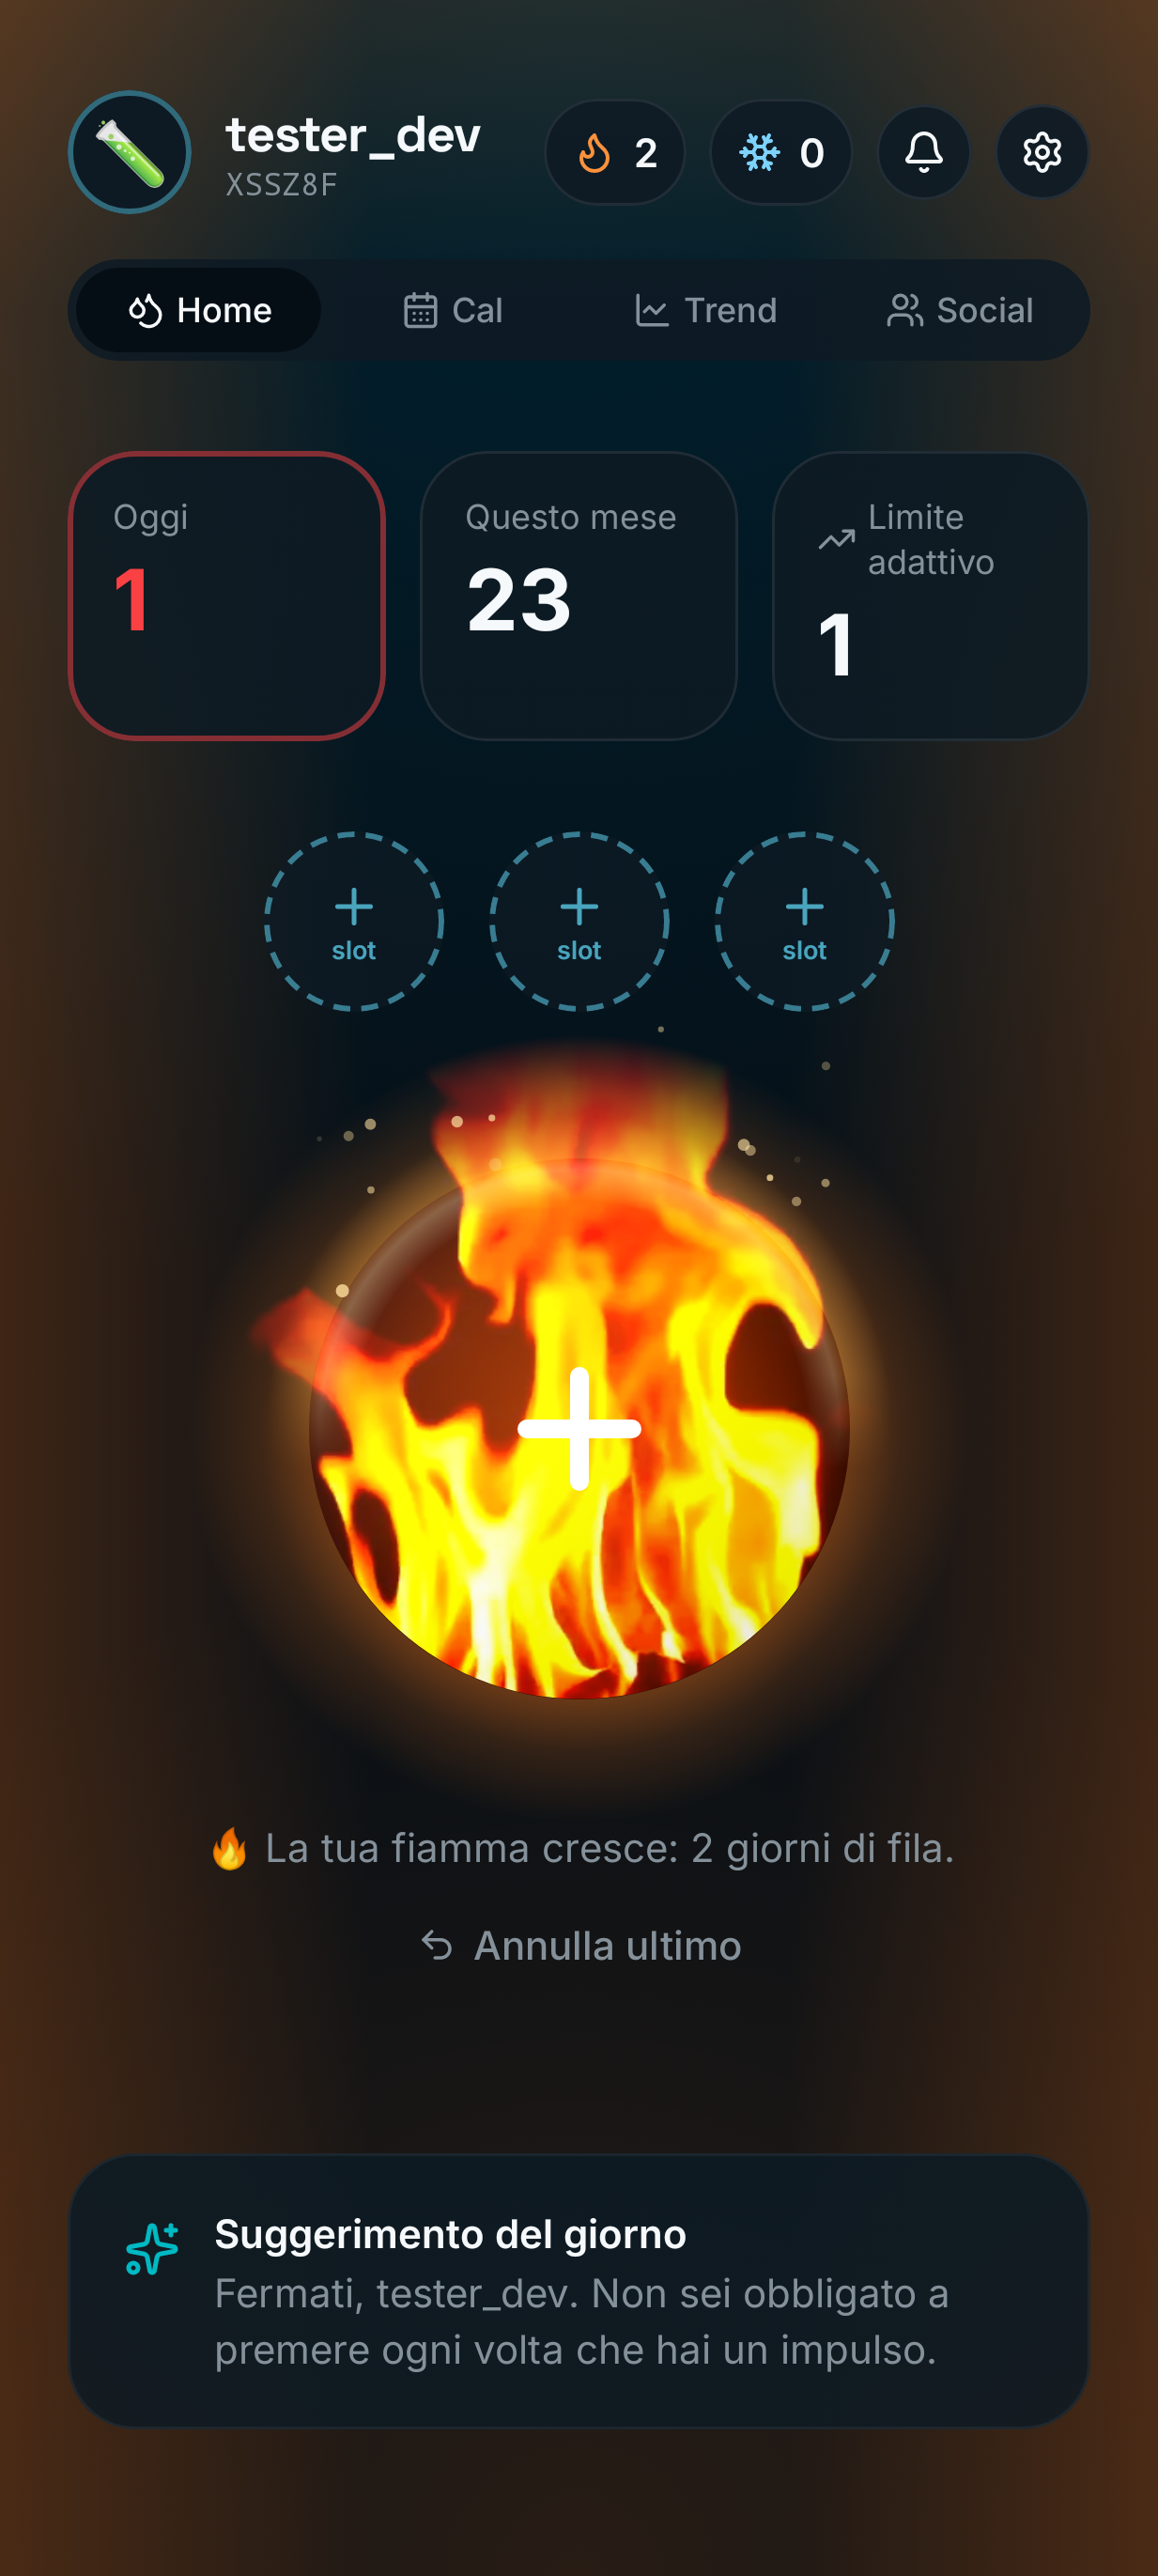 tester_dev
XSSZ8F
2
0
Home
Cal
Trend
Social
Oggi
1
Questo mese
23
Limite
adattivo
1
slot
slot
slot
La tua fiamma cresce: 2 giorni di fila.
Annulla ultimo
Suggerimento del giorno
Fermati, tester_dev. Non sei obbligato a
premere ogni volta che hai un impulso.